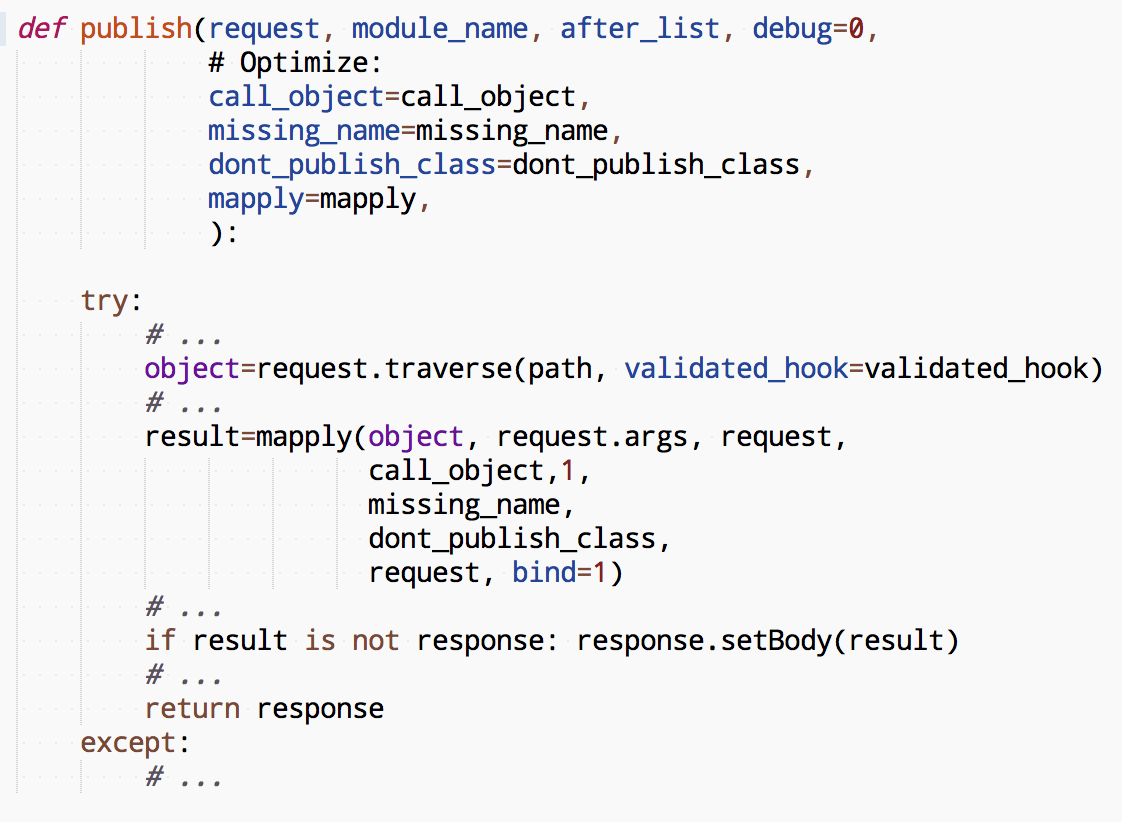 def publish(request, module_name, after_list, debug=0,
            # Optimize:
            call_object=call_object,
            missing_name=missing_name,
            dont_publish_class=dont_publish_class,
            mapply=mapply,
            ):

    try:
        # ...
        object=request.traverse(path, validated_hook=validated_hook)
        # ...
        result=mapply(object, request.args, request,
                      call_object,1,
                      missing_name,
                      dont_publish_class,
                      request, bind=1)
        # ...
        if result is not response: response.setBody(result)
        # ...
        return response
    except:
        # ...